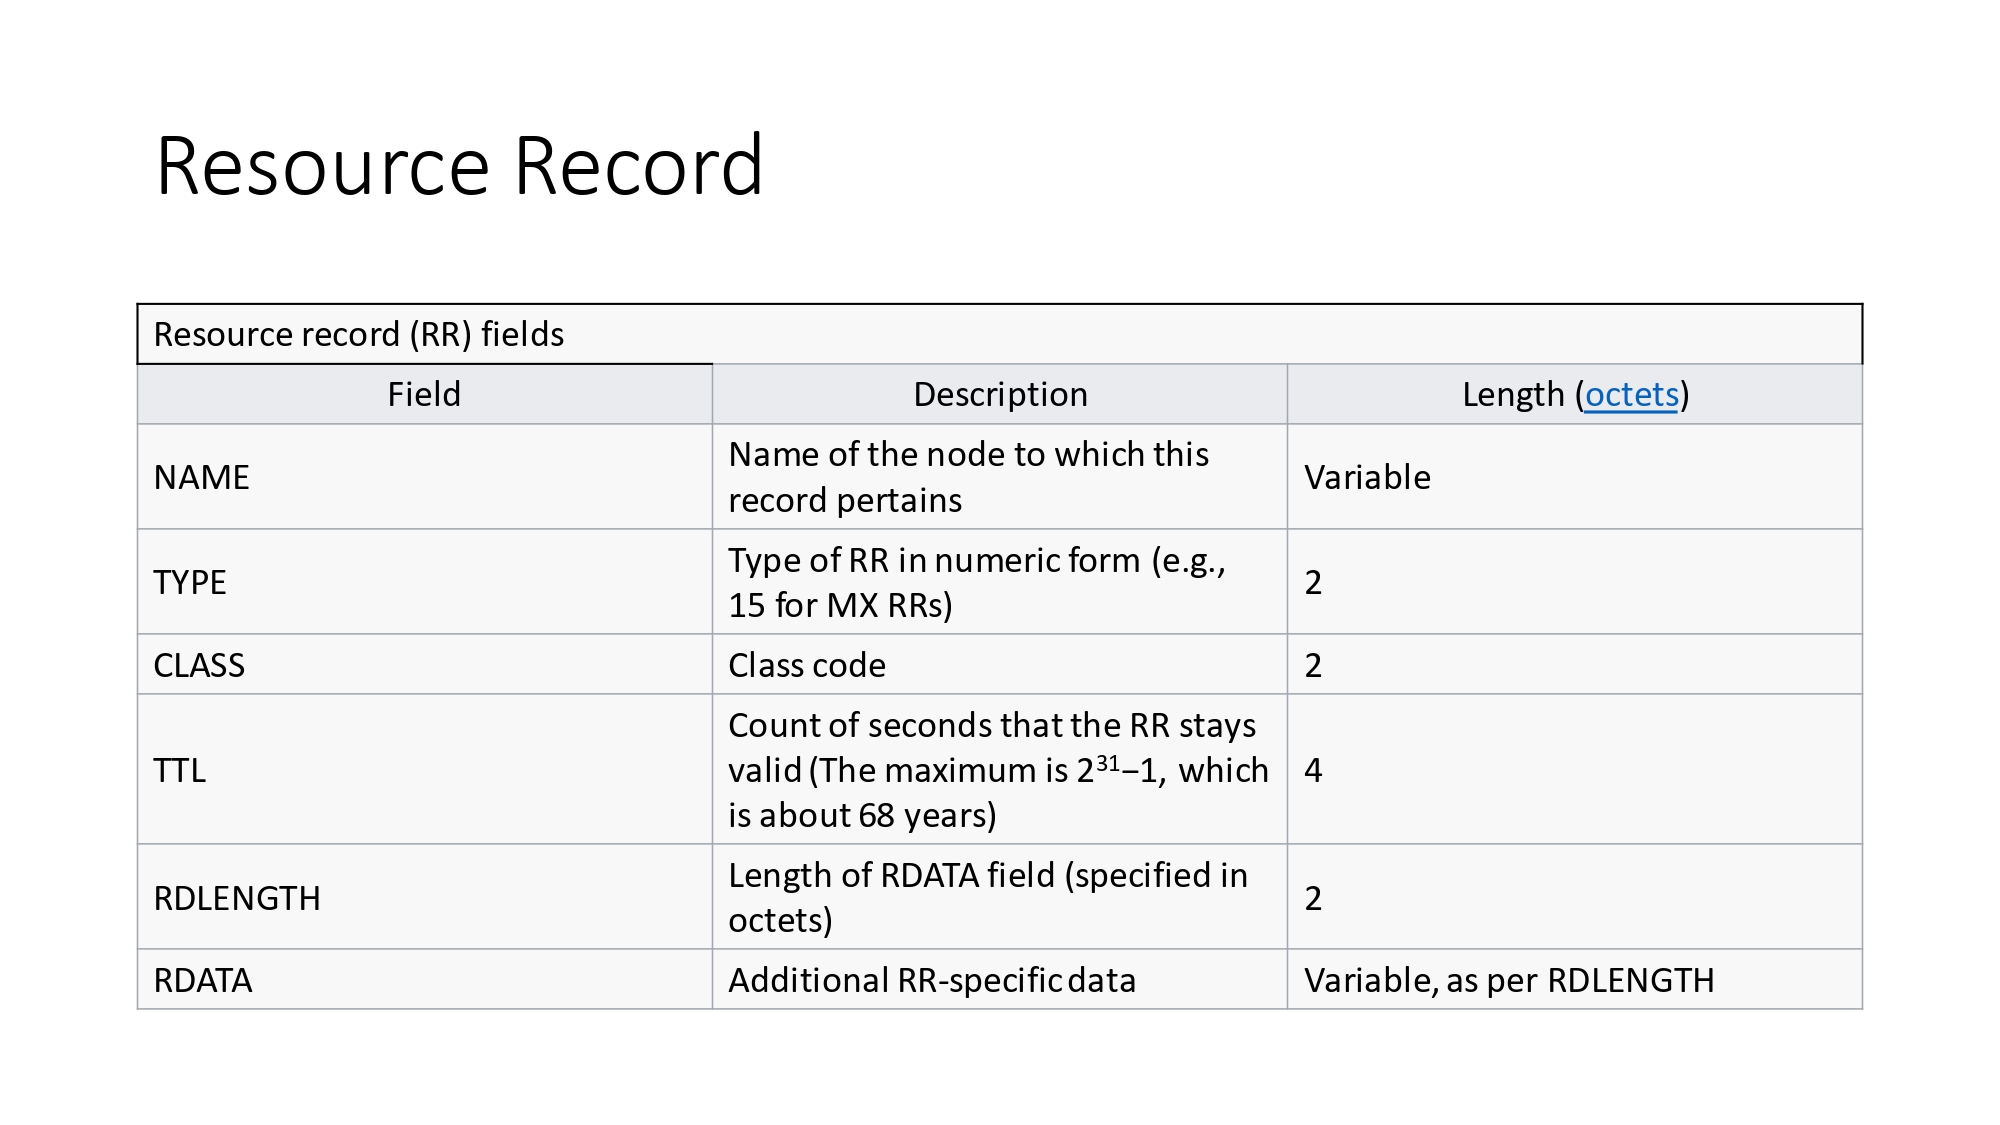 Resource Record
Resource record (RR) fields
Field
Description
Length (octets)
NAME
Name of the node to which this
record pertains
Variable
TYPE
Type of RR in numeric form (e.g.,
15 for MX RRs)
2
CLASS
Class code
2
TTL
Count of seconds that the RR stays
valid (The maximum is 2³¹−1, which
is about 68 years)
4
RDLENGTH
Length of RDATA field (specified in
octets)
2
RDATA
Additional RR-specific data
Variable, as per RDLENGTH